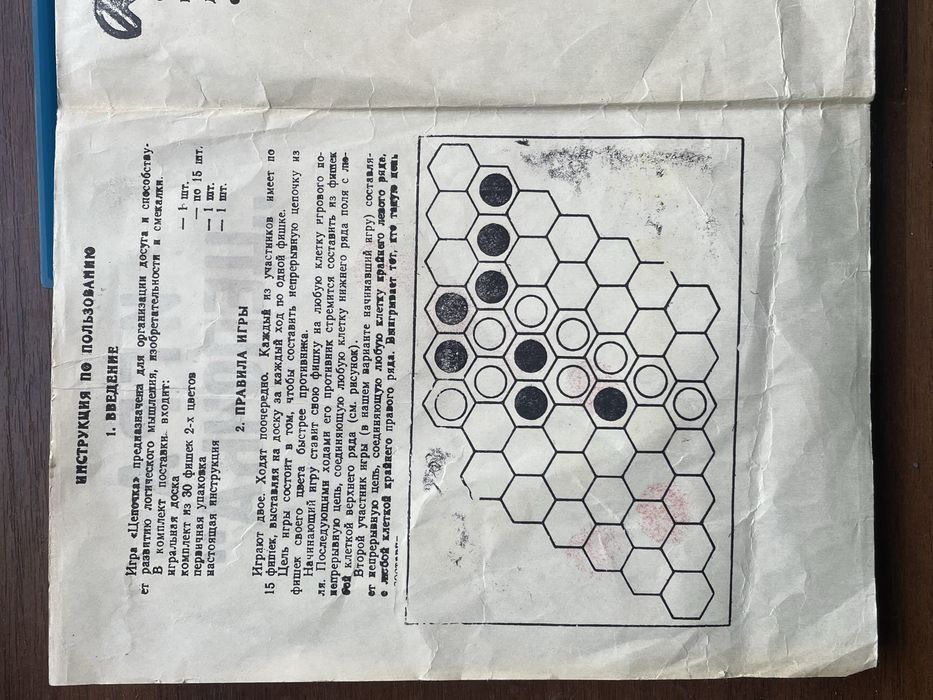 ИНСТРУКЦИЯ ПО ПОЛЬЗОВАНИЮ
1. ВВЕДЕНИЕ
Игра «Цепочка» предназначена для организации досуга и способству-
ет развитию логического мышления, изобретательности и смекалки.
В комплект поставки входит:
игральная доска — 1 шт.
комплект из 30 фишек 2-х цветов — по 15 шт.
первичная упаковка — 1 шт.
настоящая инструкция — 1 шт.
2. ПРАВИЛА ИГРЫ
Играют двое. Ходят поочередно. Каждый из участников имеет по
15 фишек, выставляя на доску за каждый ход по одной фишке.
Цель игры состоит в том, чтобы составить непрерывную цепочку из
фишек своего цвета быстрее противника.
Начинающий игру ставит свою фишку на любую клетку игрового по-
ля. Последующими ходами его противник стремится составить из фишек
непрерывную цепь, соединяющую любую клетку нижнего ряда поля с лю-
бой клеткой верхнего ряда (см. рисунок).
Второй участник игры (в нашем варианте начинавший игру) составля-
ет непрерывную цепь, соединяющую любую клетку крайнего левого ряда,
с любой клеткой крайнего правого ряда. Выигрывает тот, кто такую цепь